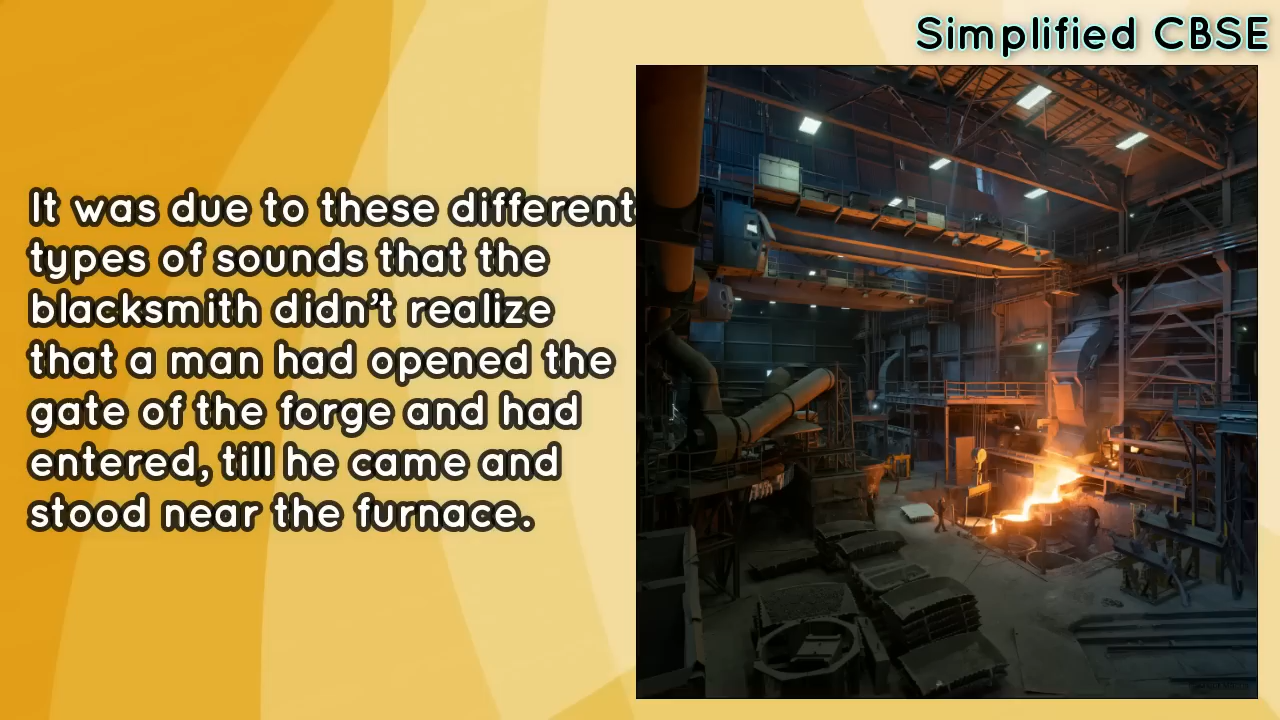 Simplified CBSE
It was due to these different
types of sounds that the
blacksmith didn’t realize
that a man had opened the
gate of the forge and had
entered, till he came and
stood near the furnace.